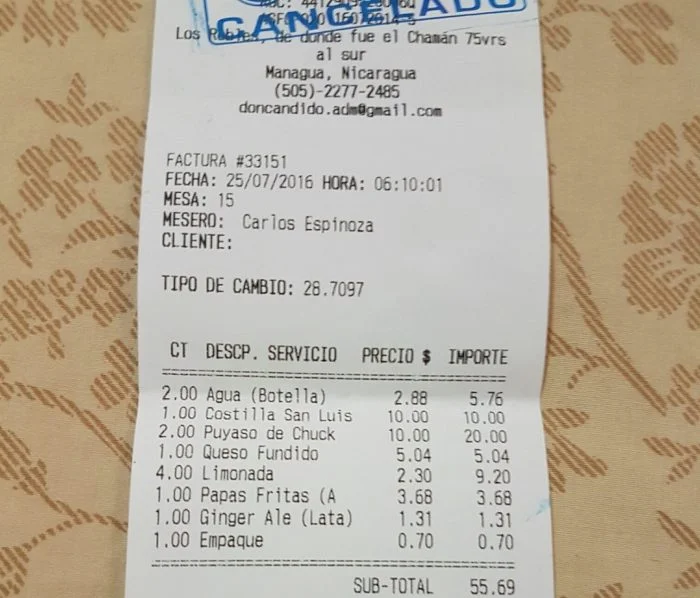 CANCELADO
Los Robles, de donde fue el Chamán 75vrs
al sur
Managua, Nicaragua
(505)-2277-2485
doncandido.adm@gmail.com
FACTURA #33151
FECHA: 25/07/2016 HORA: 06:10:01
MESA: 15
MESERO: Carlos Espinoza
CLIENTE:
TIPO DE CAMBIO: 28.7097
CT DESCP. SERVICIO PRECIO $ IMPORTE
2.00 Agua (Botella) 2.88 5.76
1.00 Costilla San Luis 10.00 10.00
2.00 Puyaso de Chuck 10.00 20.00
1.00 Queso Fundido 5.04 5.04
4.00 Limonada 2.30 9.20
1.00 Papas Fritas (A 3.68 3.68
1.00 Ginger Ale (Lata) 1.31 1.31
1.00 Empaque 0.70 0.70
SUB-TOTAL 55.69